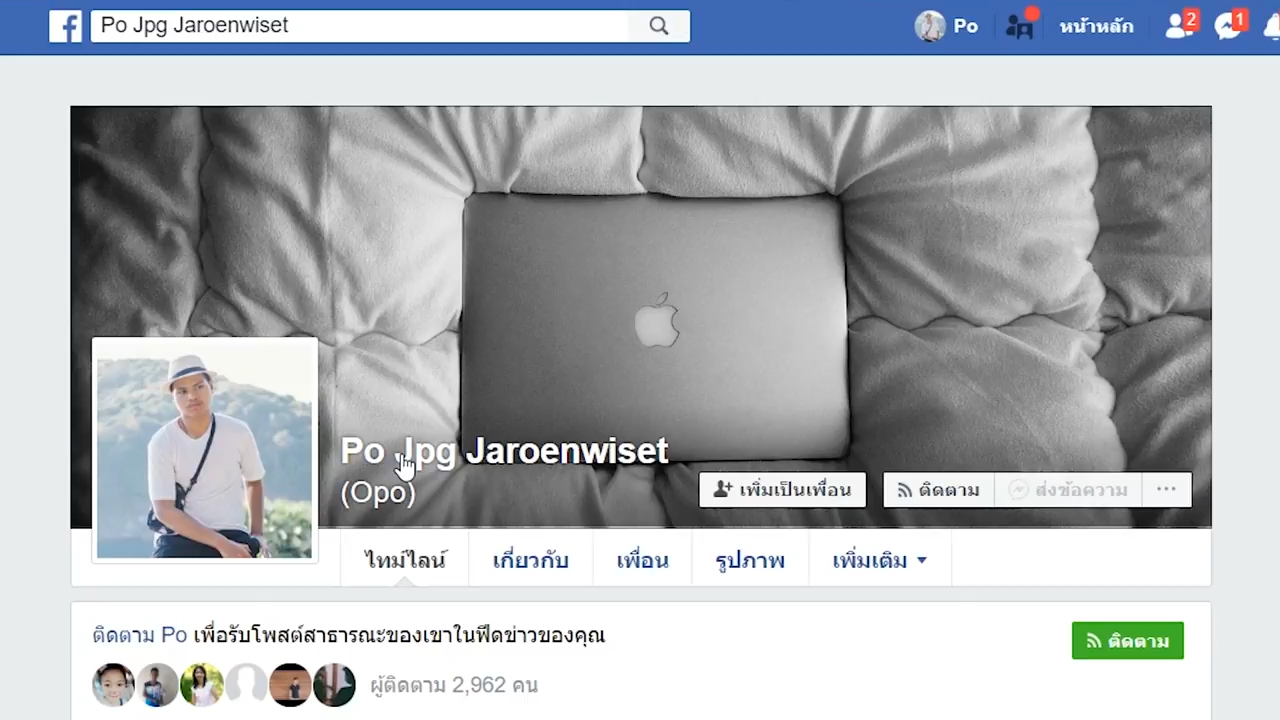 Po Jpg Jaroenwiset
Po
หน้าหลัก
2
1
Po Jpg Jaroenwiset
(Opo)
เพิ่มเป็นเพื่อน
ติดตาม
ส่งข้อความ
ไทม์ไลน์
เกี่ยวกับ
เพื่อน
รูปภาพ
เพิ่มเติม
ติดตาม Po เพื่อรับโพสต์สาธารณะของเขาในฟีดข่าวของคุณ
ติดตาม
ผู้ติดตาม 2,962 คน